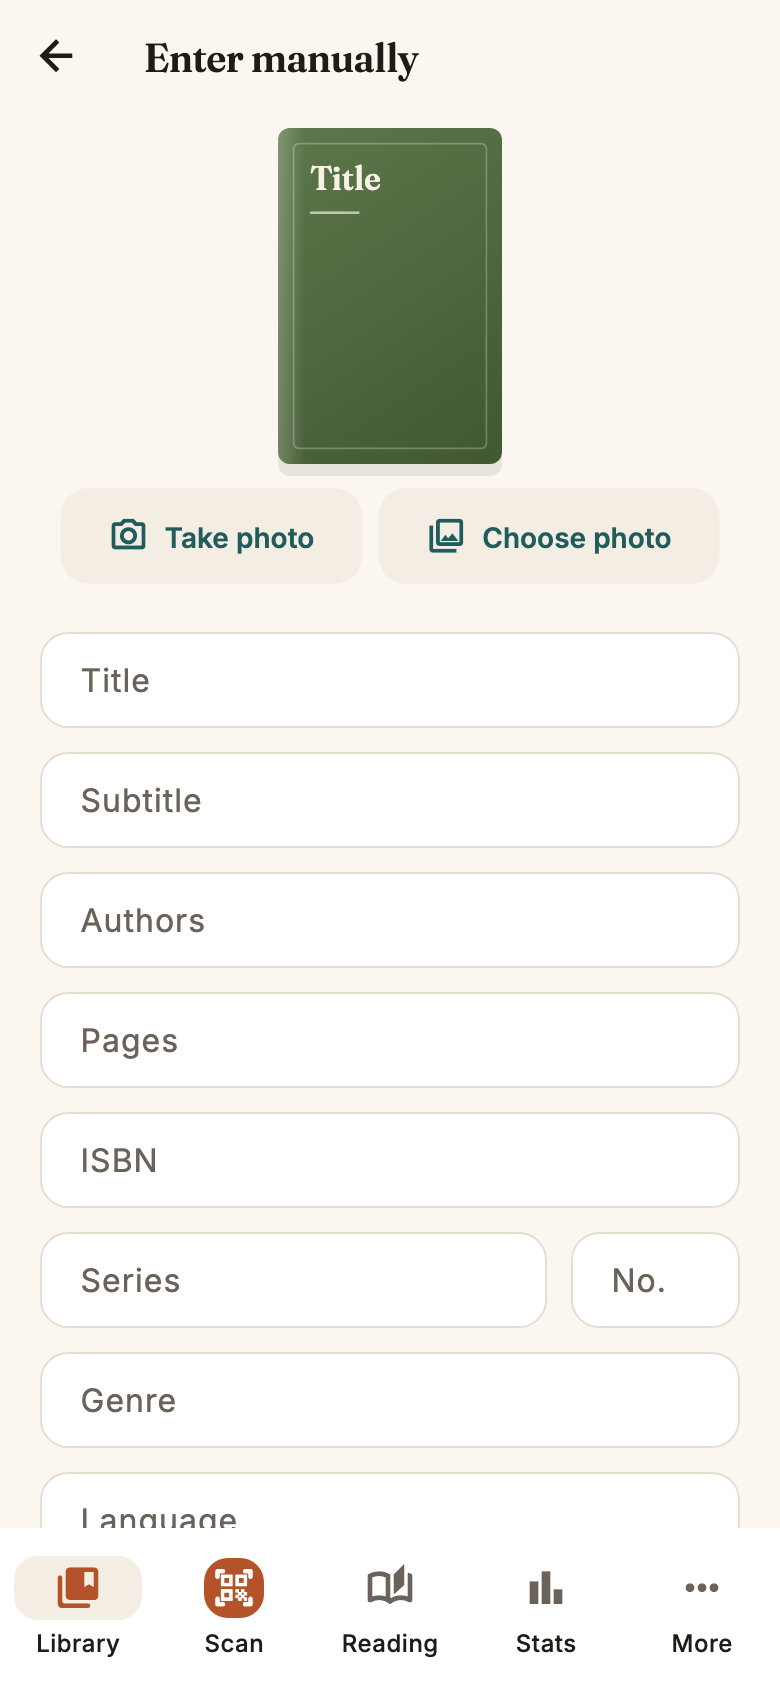 Enter manually
Title
Take photo
Choose photo
Title
Subtitle
Authors
Pages
ISBN
Series
No.
Genre
Language
Library
Scan
Reading
Stats
More